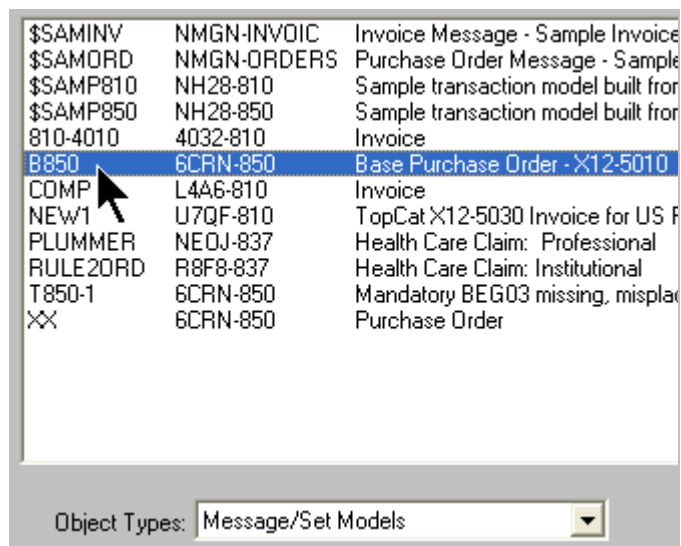 $SAMINV NMGN-INVOIC Invoice Message - Sample Invoice
$SAMORD NMGN-ORDERS Purchase Order Message - Sample
$SAMP810 NH28-810 Sample transaction model built from
$SAMP850 NH28-850 Sample transaction model built from
810-4010 4032-810 Invoice
B850 6CRN-850 Base Purchase Order - X12-5010
COMP L4A6-810 Invoice
NEW1 U7QF-810 TopCat X12-5030 Invoice for US
PLUMMER NEOJ-837 Health Care Claim: Professional
RULE2ORD R8F8-837 Health Care Claim: Institutional
T850-1 6CRN-850 Mandatory BEG03 missing,
XX 6CRN-850 Purchase Order
Object Types: Message/Set Models